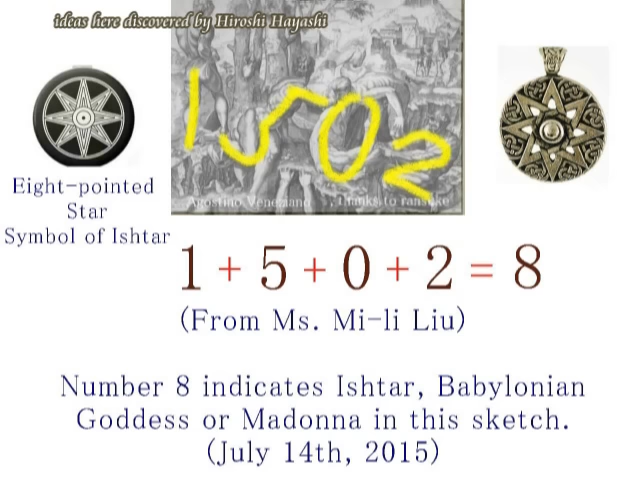 ideas here discovered by Hiroshi Hayashi
1502
Agostino Veneziano , thanks to ransuke
Eight-pointed
Star
Symbol of Ishtar
1 + 5 + 0 + 2 = 8
(From Ms. Mi-li Liu)
Number 8 indicates Ishtar, Babylonian
Goddess or Madonna in this sketch.
(July 14th, 2015)